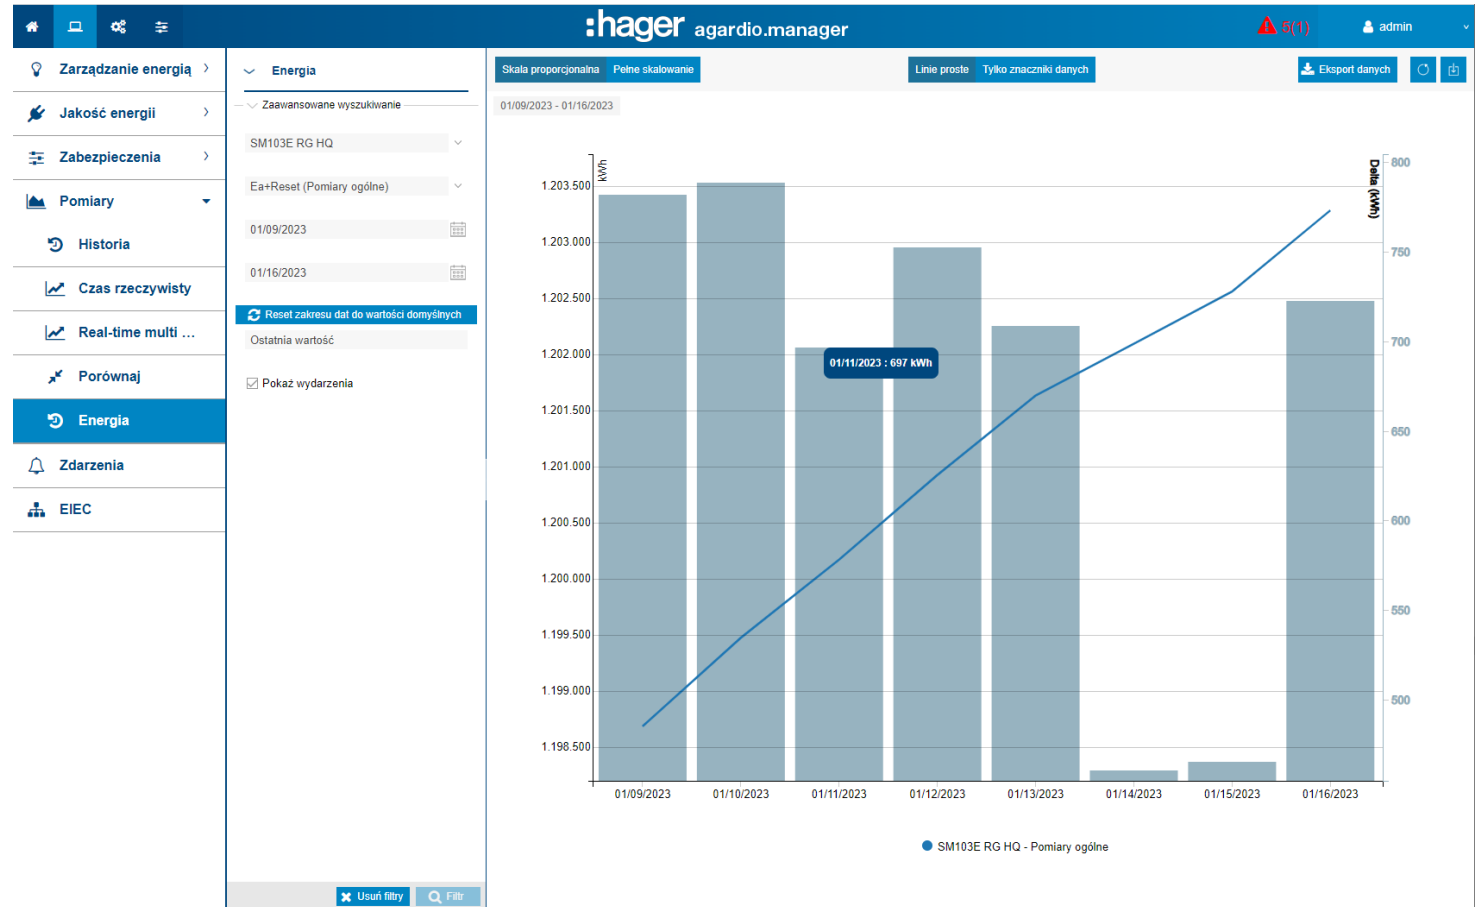 :hager agardio.manager
5(1)
admin
Zarządzanie energią
Jakość energii
Zabezpieczenia
Pomiary
Historia
Czas rzeczywisty
Real-time multi ...
Porównaj
Energia
Zdarzenia
EIEC
Energia
Zaawansowane wyszukiwanie
SM103E RG HQ
Ea+Reset (Pomiary ogólne)
01/09/2023
01/16/2023
Reset zakresu dat do wartości domyślnych
Ostatnia wartość
Pokaż wydarzenia
Usuń filtry
Filtr
Skala proporcjonalna
Pełne skalowanie
Linie proste
Tylko znaczniki danych
Eksport danych
01/09/2023 - 01/16/2023
kWh
1.203.500
1.203.000
1.202.500
1.202.000
1.201.500
1.201.000
1.200.500
1.200.000
1.199.500
1.199.000
1.198.500
01/11/2023 : 697 kWh
Delta (kWh)
800
750
700
650
600
550
500
01/09/2023
01/10/2023
01/11/2023
01/12/2023
01/13/2023
01/14/2023
01/15/2023
01/16/2023
SM103E RG HQ - Pomiary ogólne